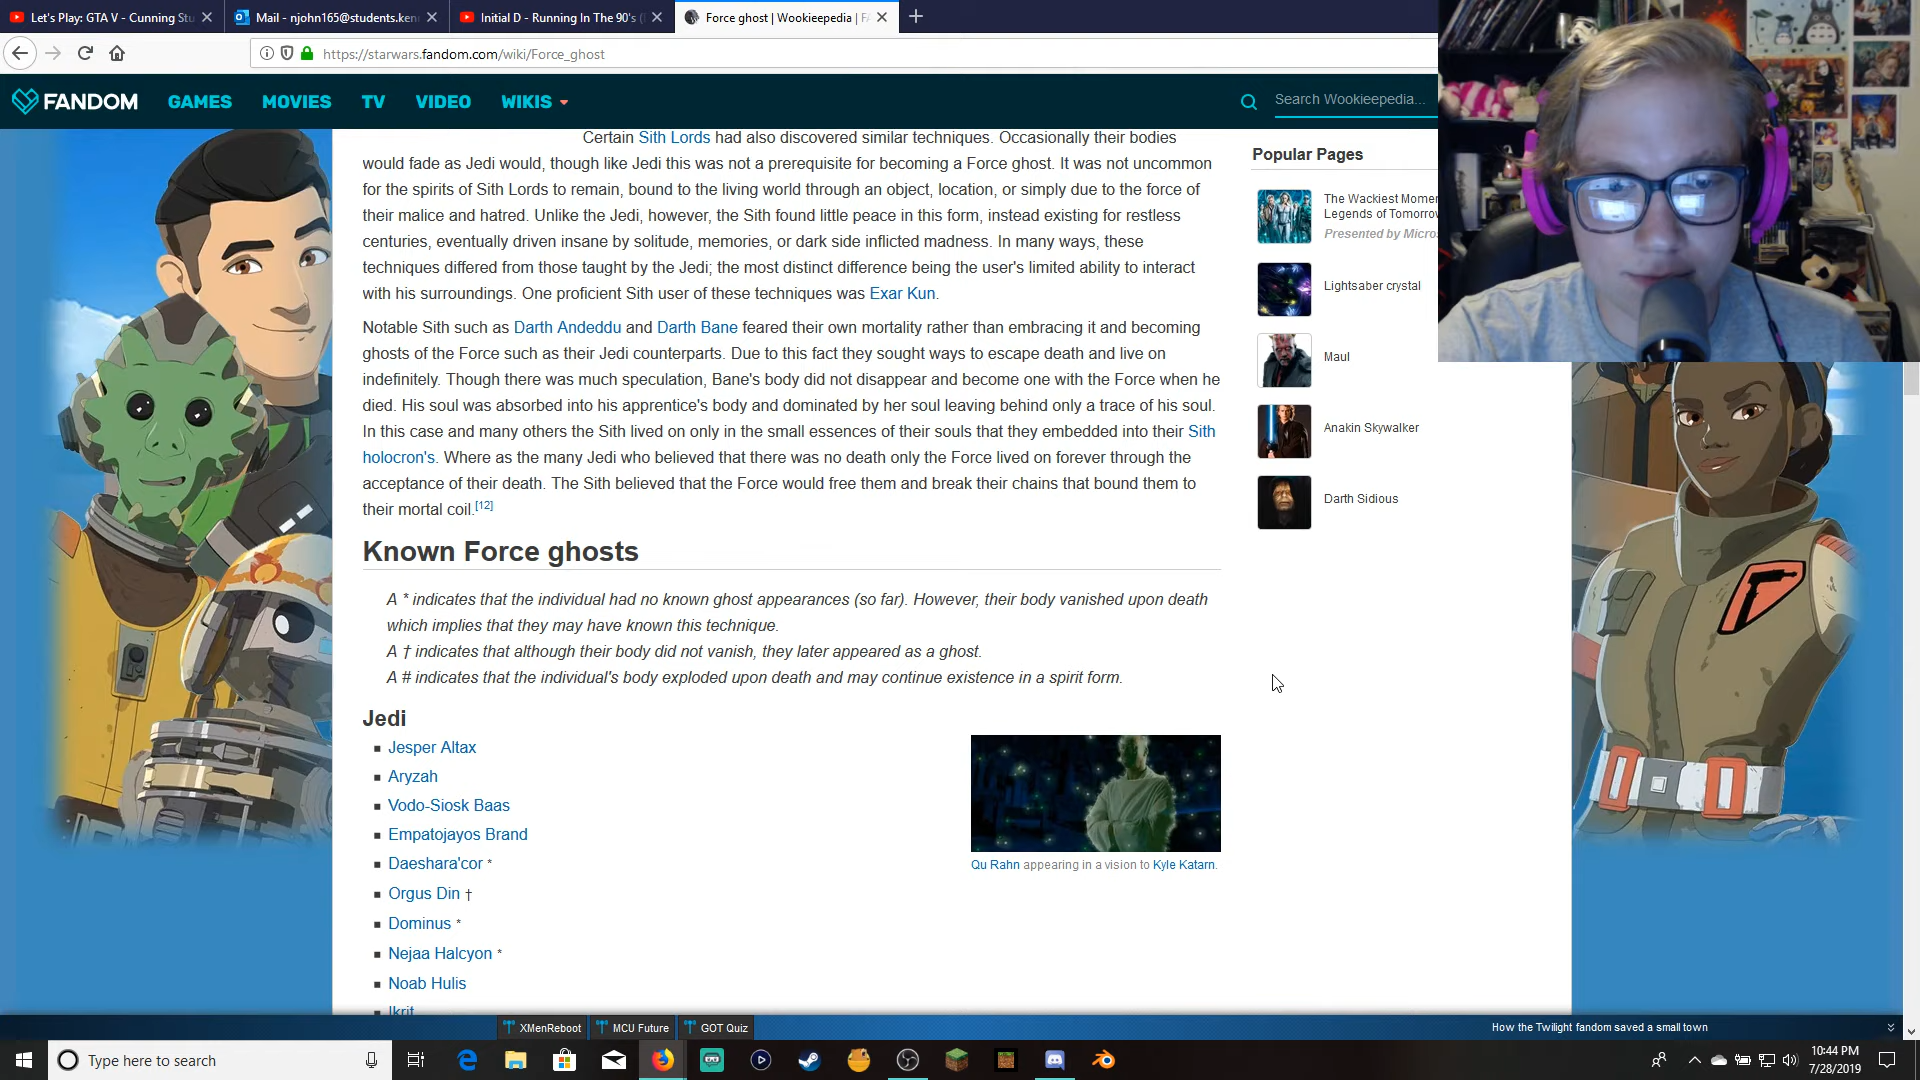 Let's Play: GTA V - Cunning Stu
Mail - njohn165@students.ken
Initial D - Running In The 90's (
Force ghost | Wookieepedia | FA
https://starwars.fandom.com/wiki/Force_ghost
FANDOM GAMES MOVIES TV VIDEO WIKIS
Search Wookieepedia...
Certain Sith Lords had also discovered similar techniques. Occasionally their bodies
would fade as Jedi would, though like Jedi this was not a prerequisite for becoming a Force ghost. It was not uncommon
for the spirits of Sith Lords to remain, bound to the living world through an object, location, or simply due to the force of
their malice and hatred. Unlike the Jedi, however, the Sith found little peace in this form, instead existing for restless
centuries, eventually driven insane by solitude, memories, or dark side inflicted madness. In many ways, these
techniques differed from those taught by the Jedi; the most distinct difference being the user's limited ability to interact
with his surroundings. One proficient Sith user of these techniques was Exar Kun.
Notable Sith such as Darth Andeddu and Darth Bane feared their own mortality rather than embracing it and becoming
ghosts of the Force such as their Jedi counterparts. Due to this fact they sought ways to escape death and live on
indefinitely. Though there was much speculation, Bane's body did not disappear and become one with the Force when he
died. His soul was absorbed into his apprentice's body and dominated by her soul leaving behind only a trace of his soul.
In this case and many others the Sith lived on only in the small essences of their souls that they embedded into their Sith
holocron's. Where as the many Jedi who believed that there was no death only the Force lived on forever through the
acceptance of their death. The Sith believed that the Force would free them and break their chains that bound them to
their mortal coil.[12]
Known Force ghosts
A * indicates that the individual had no known ghost appearances (so far). However, their body vanished upon death
which implies that they may have known this technique.
A † indicates that although their body did not vanish, they later appeared as a ghost.
A # indicates that the individual's body exploded upon death and may continue existence in a spirit form.
Jedi
Jesper Altax
Aryzah
Vodo-Siosk Baas
Empatojayos Brand
Daeshara'cor *
Orgus Din †
Dominus *
Nejaa Halcyon *
Noab Hulis
Ikrit
Qu Rahn appearing in a vision to Kyle Katarn.
Popular Pages
The Wackiest Momen
Legends of Tomorrow
Presented by Micros
Lightsaber crystal
Maul
Anakin Skywalker
Darth Sidious
XMenReboot
MCU Future
GOT Quiz
How the Twilight fandom saved a small town
Type here to search
10:44 PM
7/28/2019